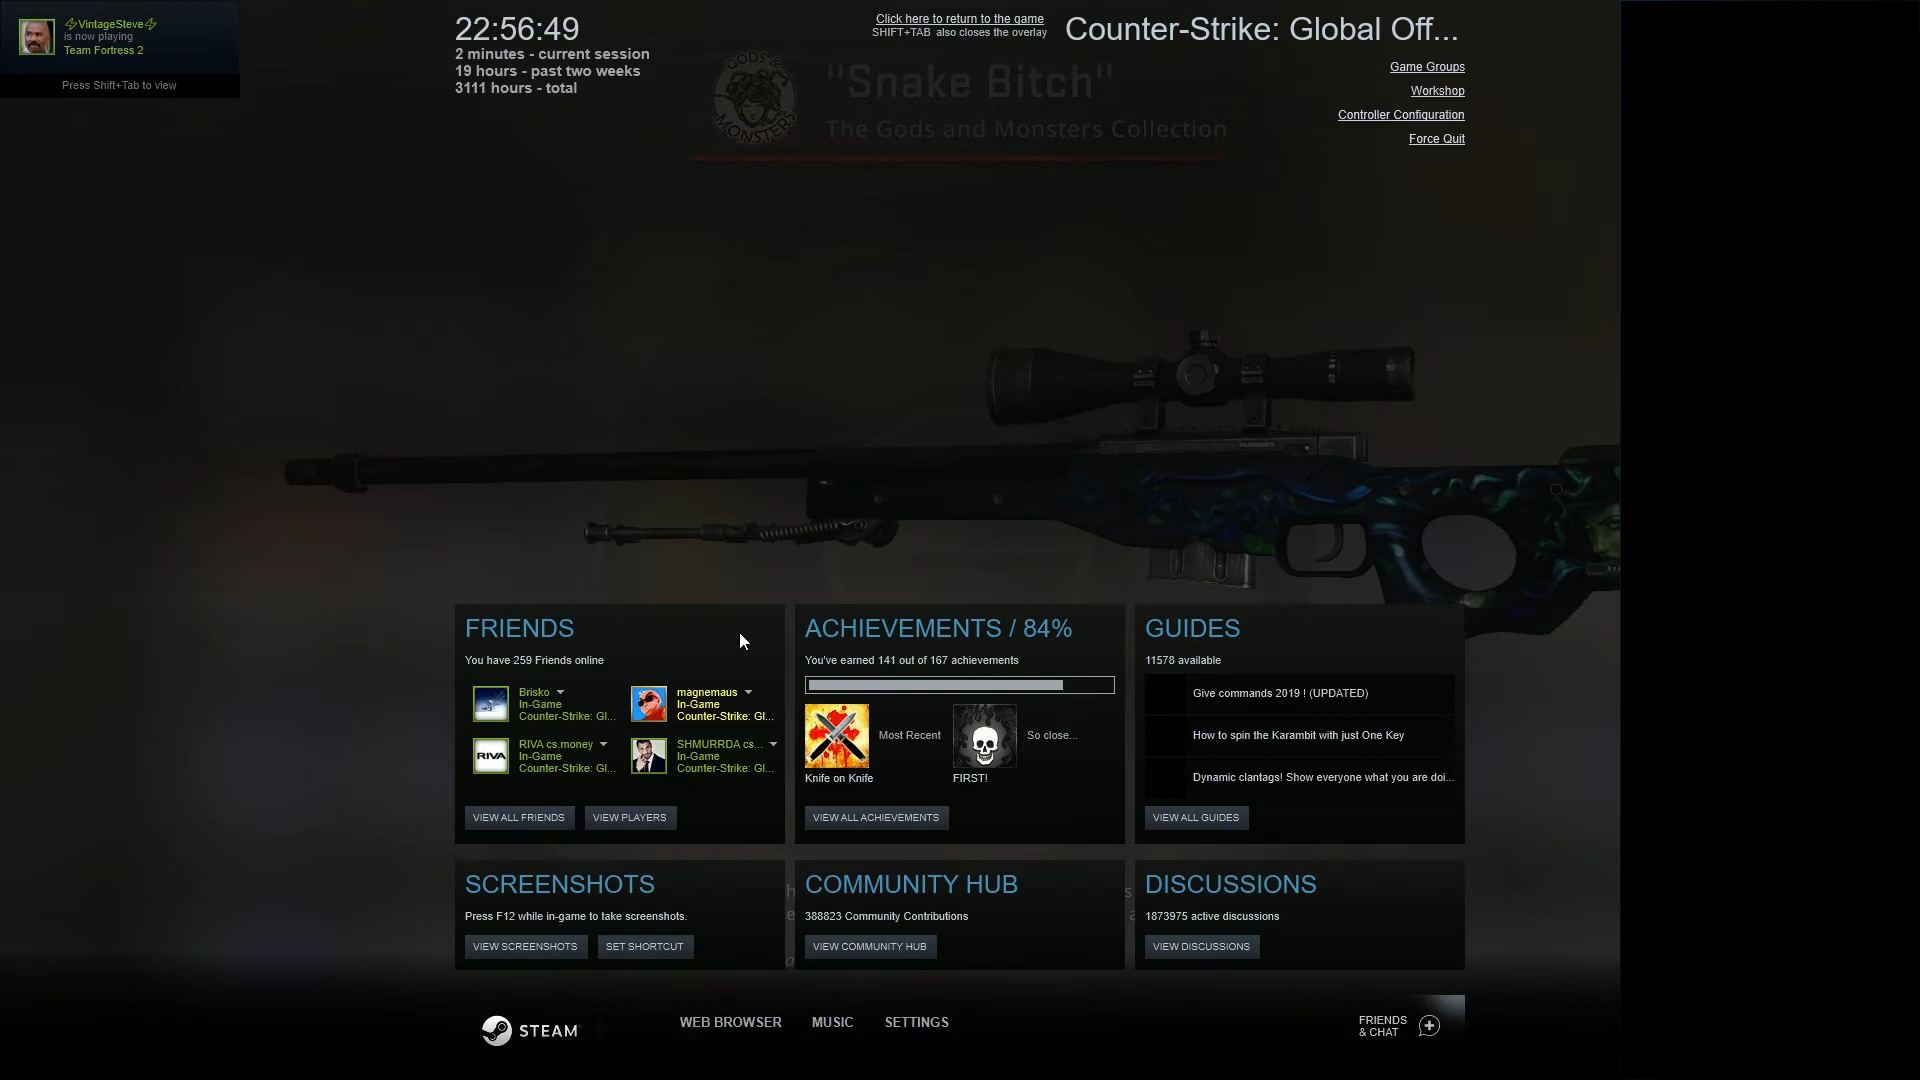 ⚡VintageSteve⚡
is now playing
Team Fortress 2
Press Shift+Tab to view
22:56:49
2 minutes - current session
19 hours - past two weeks
3111 hours - total
Click here to return to the game
SHIFT+TAB also closes the overlay
Counter-Strike: Global Off...
Game Groups
Workshop
Controller Configuration
Force Quit
GODS & MONSTERS
"Snake Bitch"
The Gods and Monsters Collection
FRIENDS
You have 259 Friends online
Brisko
In-Game
Counter-Strike: Gl...
magnemaus
In-Game
Counter-Strike: Gl...
RIVA
RIVA cs.money
In-Game
Counter-Strike: Gl...
SHMURRDA cs...
In-Game
Counter-Strike: Gl...
VIEW ALL FRIENDS
VIEW PLAYERS
ACHIEVEMENTS / 84%
You've earned 141 out of 167 achievements
Most Recent
Knife on Knife
So close...
FIRST!
VIEW ALL ACHIEVEMENTS
GUIDES
11578 available
Give commands 2019 ! (UPDATED)
How to spin the Karambit with just One Key
Dynamic clantags! Show everyone what you are doi...
VIEW ALL GUIDES
SCREENSHOTS
Press F12 while in-game to take screenshots.
VIEW SCREENSHOTS
SET SHORTCUT
COMMUNITY HUB
388823 Community Contributions
VIEW COMMUNITY HUB
DISCUSSIONS
1873975 active discussions
VIEW DISCUSSIONS
STEAM
WEB BROWSER
MUSIC
SETTINGS
FRIENDS
& CHAT